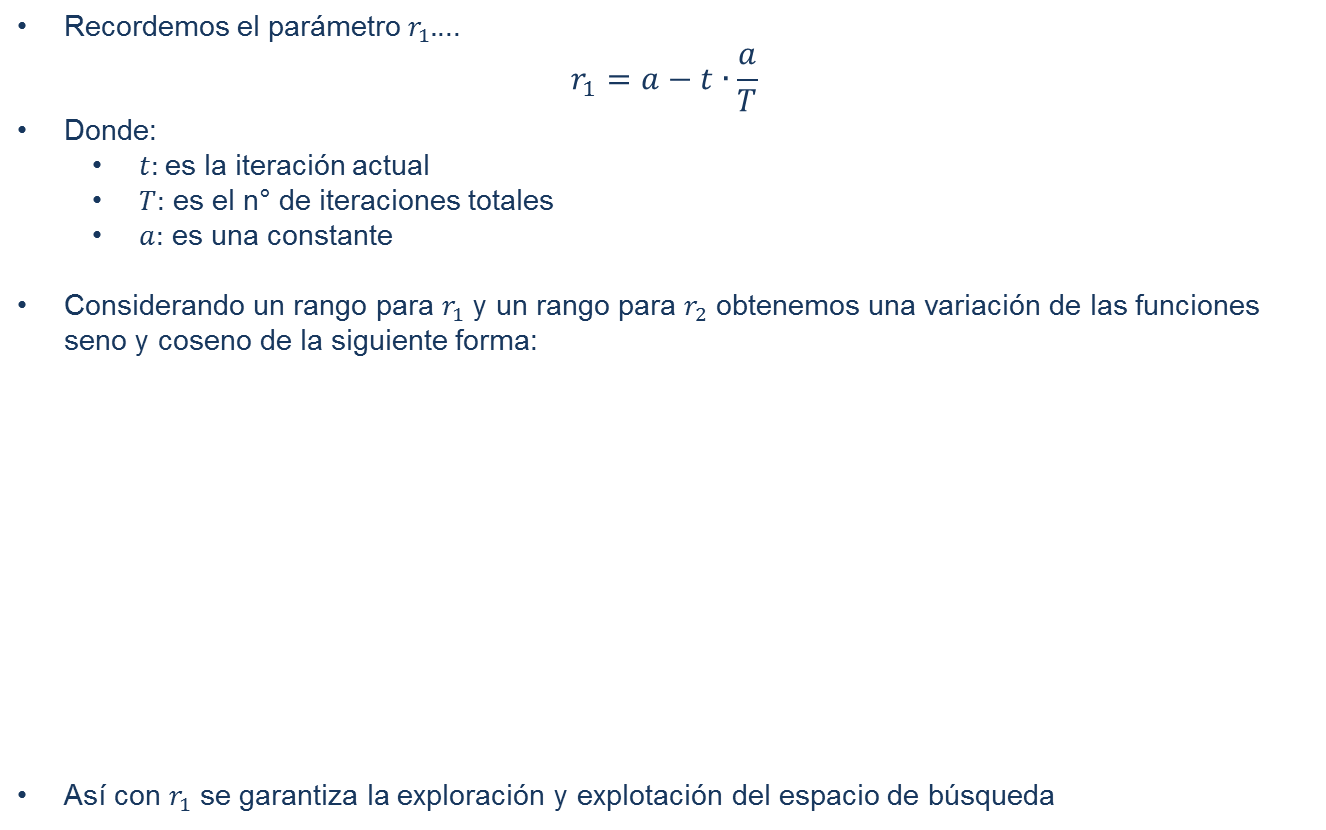 • Recordemos el parámetro r₁....
r₁ = a − t · a/T
• Donde:
• t: es la iteración actual
• T: es el n° de iteraciones totales
• a: es una constante
• Considerando un rango para r₁ y un rango para r₂ obtenemos una variación de las funciones
seno y coseno de la siguiente forma:
• Así con r₁ se garantiza la exploración y explotación del espacio de búsqueda